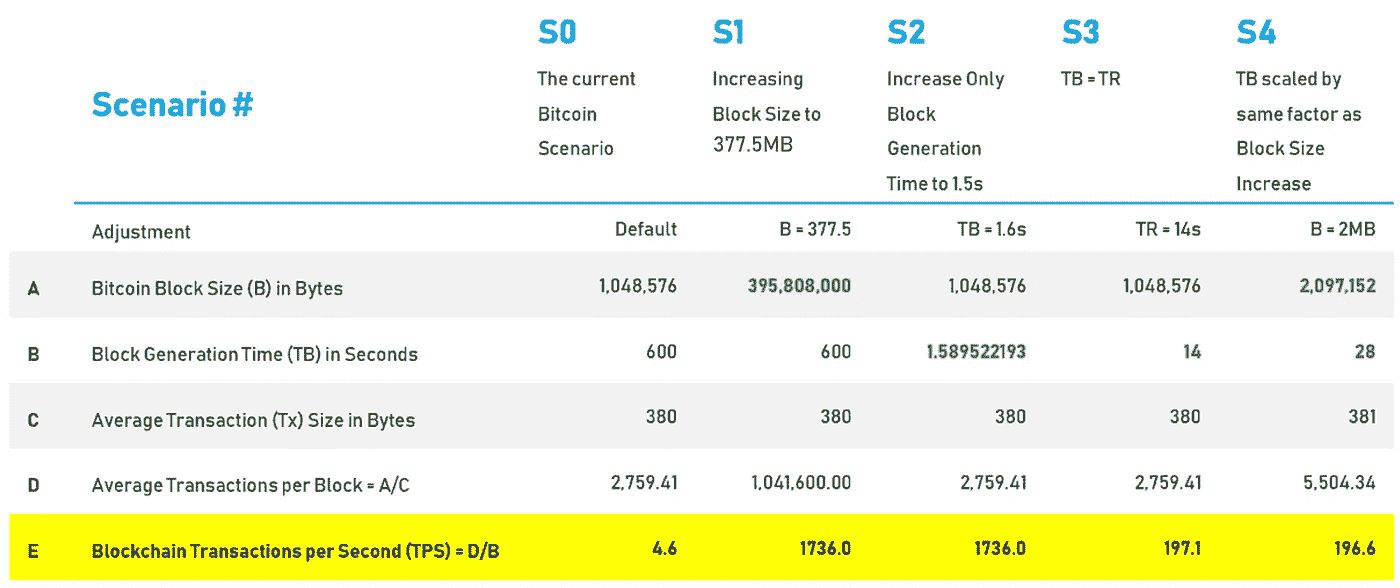 Scenario #
S0
The current
Bitcoin
Scenario
S1
Increasing
Block Size to
377.5MB
S2
Increase Only
Block
Generation
Time to 1.5s
S3
TB = TR
S4
TB scaled by
same factor as
Block Size
Increase
Adjustment Default B = 377.5 TB = 1.6s TR = 14s B = 2MB
A Bitcoin Block Size (B) in Bytes 1,048,576 395,808,000 1,048,576 1,048,576 2,097,152
B Block Generation Time (TB) in Seconds 600 600 1.589522193 14 28
C Average Transaction (Tx) Size in Bytes 380 380 380 380 381
D Average Transactions per Block = A/C 2,759.41 1,041,600.00 2,759.41 2,759.41 5,504.34
E Blockchain Transactions per Second (TPS) = D/B 4.6 1736.0 1736.0 197.1 196.6